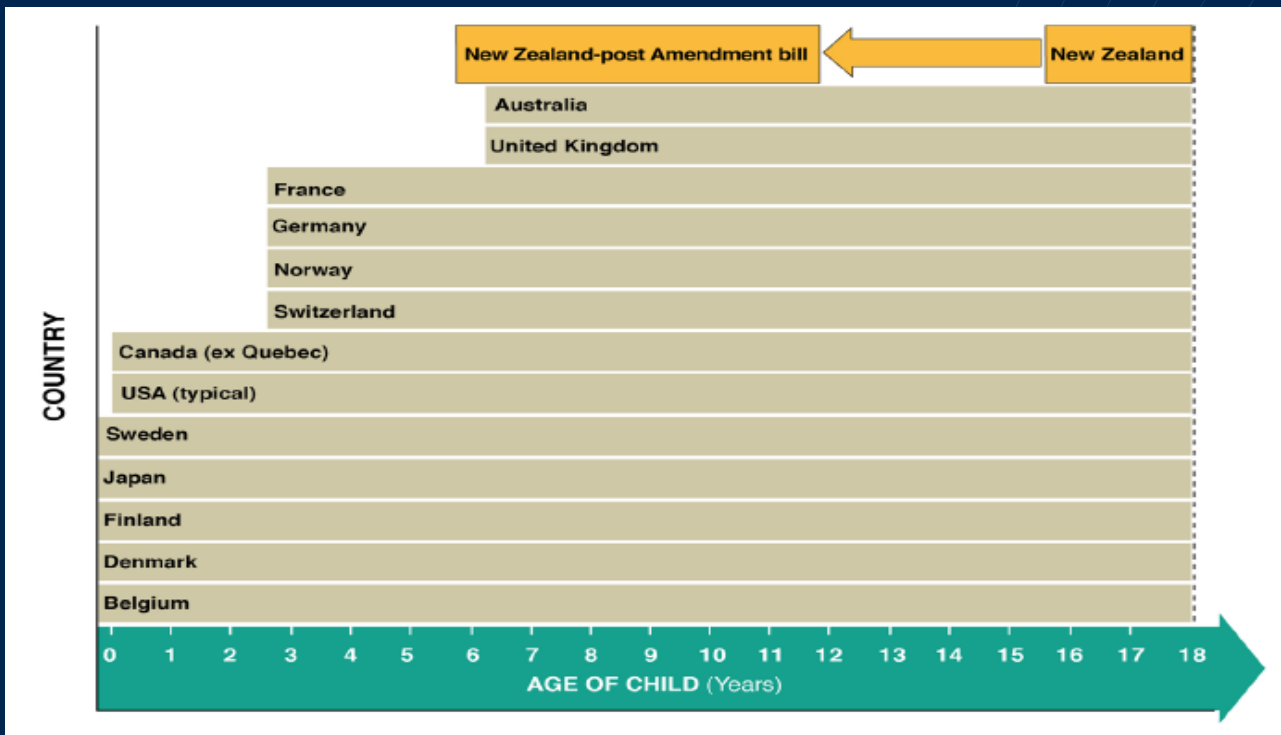 New Zealand-post Amendment bill
New Zealand
Australia
United Kingdom
France
Germany
Norway
Switzerland
Canada (ex Quebec)
USA (typical)
Sweden
Japan
Finland
Denmark
Belgium
COUNTRY
0 1 2 3 4 5 6 7 8 9 10 11 12 13 14 15 16 17 18
AGE OF CHILD (Years)